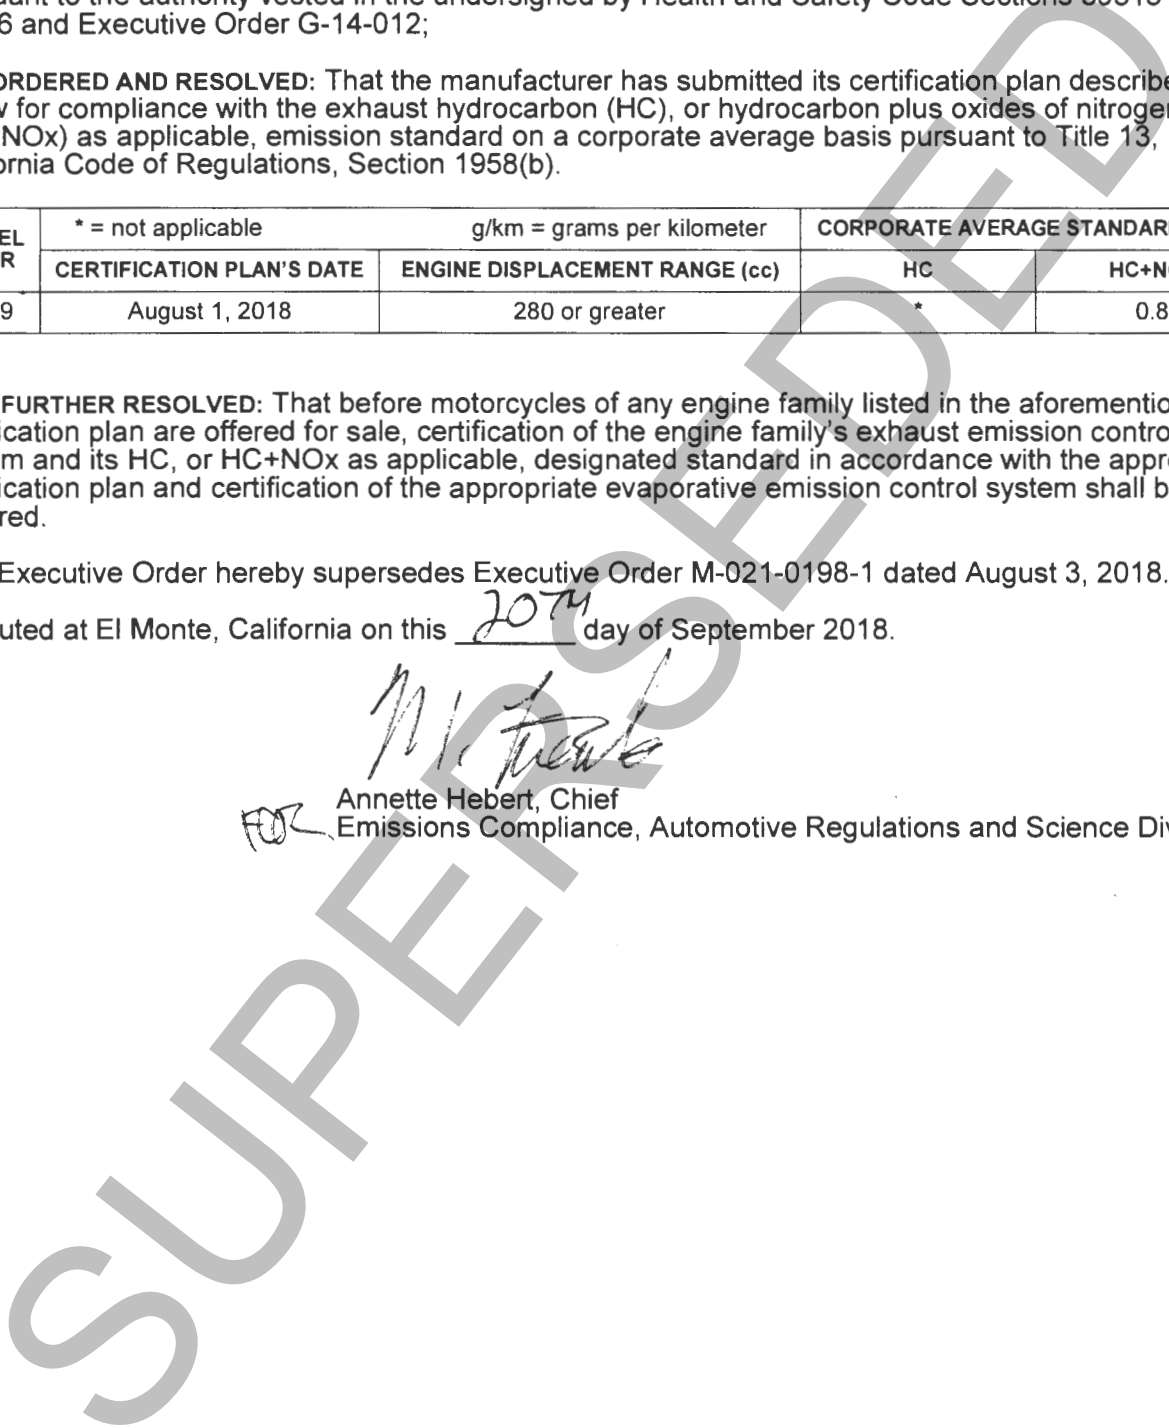 to the authority vested in the undersigned by Health and Safety Code Sections
6 and Executive Order G-14-012;
ORDERED AND RESOLVED: That the manufacturer has submitted its certification plan describe
for compliance with the exhaust hydrocarbon (HC), or hydrocarbon plus oxides of nitrogen
NOx) as applicable, emission standard on a corporate average basis pursuant to Title 13,
ornia Code of Regulations, Section 1958(b).
EL
R
* = not applicable g/km = grams per kilometer CORPORATE AVERAGE STANDAR
CERTIFICATION PLAN'S DATE ENGINE DISPLACEMENT RANGE (cc) HC HC+N
9 August 1, 2018 280 or greater * 0.8
FURTHER RESOLVED: That before motorcycles of any engine family listed in the aforementio
ication plan are offered for sale, certification of the engine family's exhaust emission contro
m and its HC, or HC+NOx as applicable, designated standard in accordance with the appr
ication plan and certification of the appropriate evaporative emission control system shall b
red.
Executive Order hereby supersedes Executive Order M-021-0198-1 dated August 3, 2018.
uted at El Monte, California on this 20TH day of September 2018.
Annette Hebert, Chief
FOR Emissions Compliance, Automotive Regulations and Science Div
SUPERSEDED